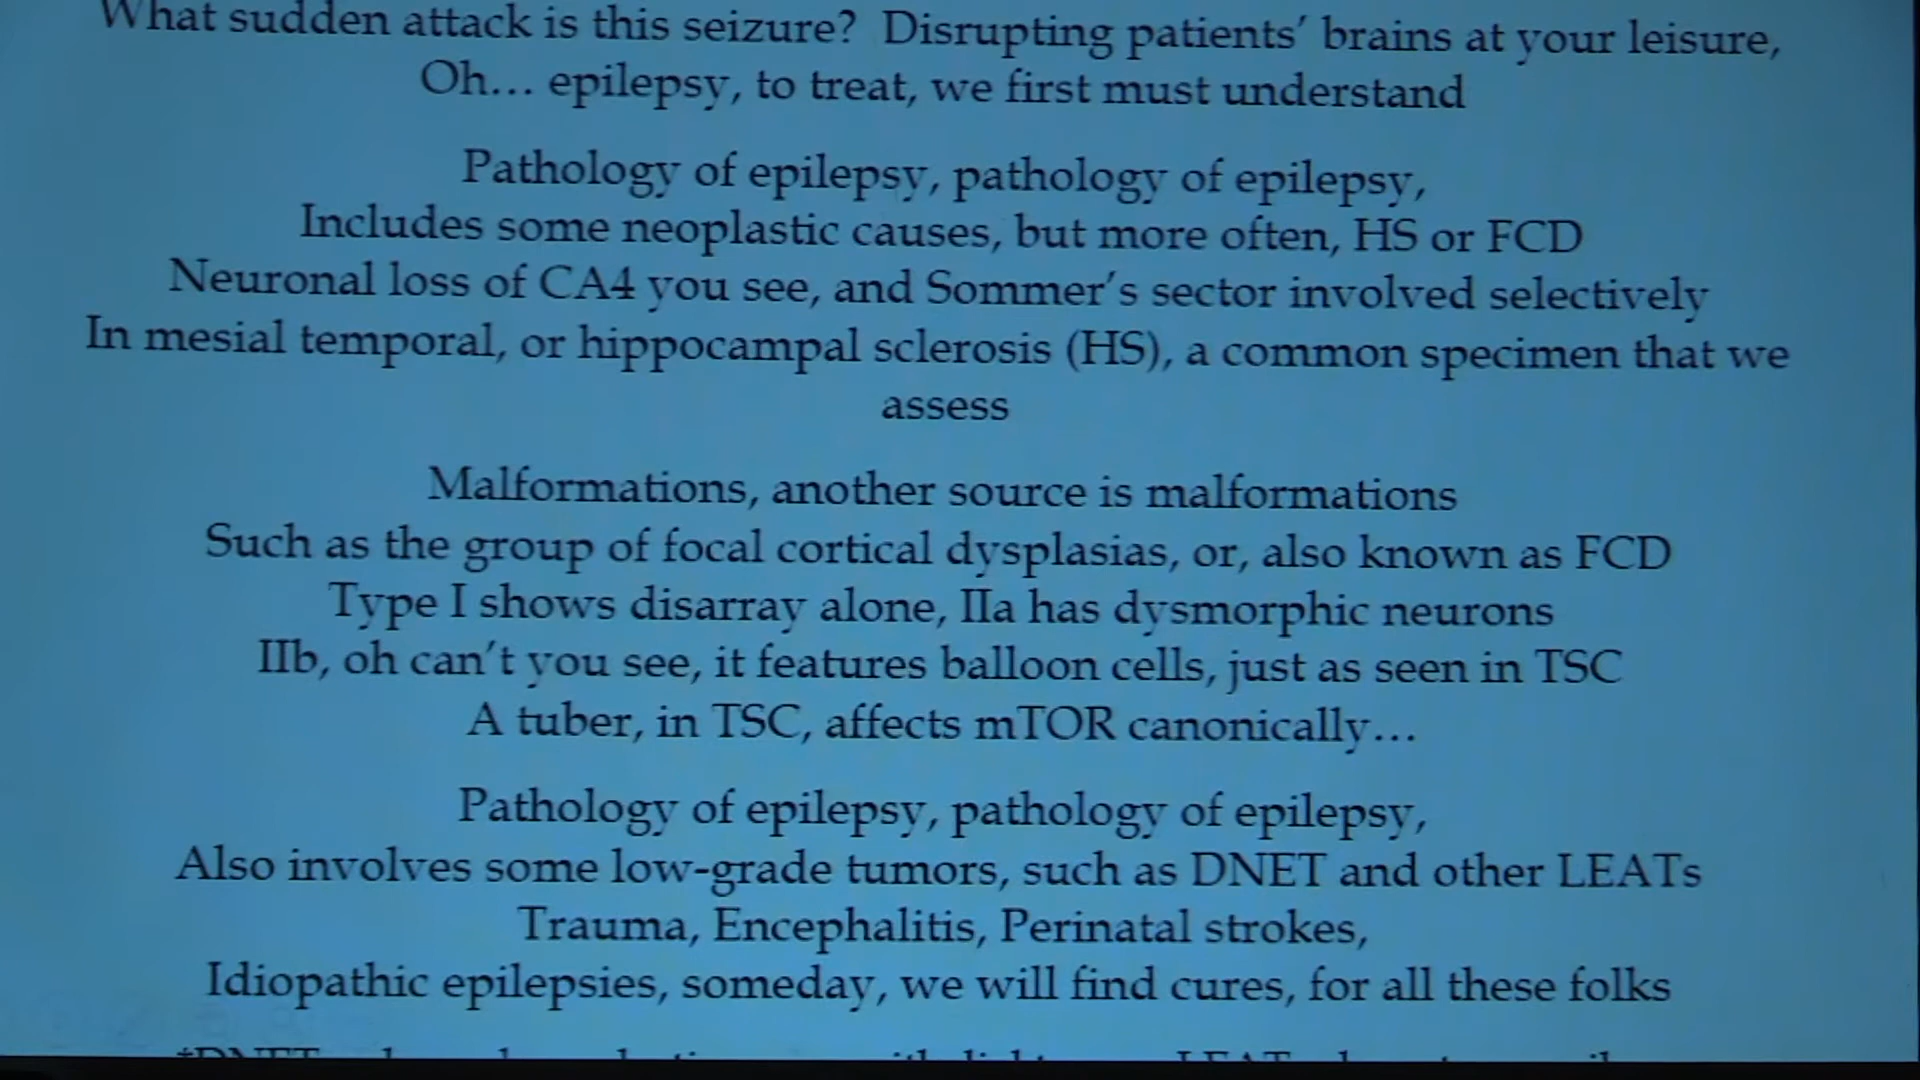 What sudden attack is this seizure? Disrupting patients' brains at your leisure,
Oh... epilepsy, to treat, we first must understand
Pathology of epilepsy, pathology of epilepsy,
Includes some neoplastic causes, but more often, HS or FCD
Neuronal loss of CA4 you see, and Sommer's sector involved selectively
In mesial temporal, or hippocampal sclerosis (HS), a common specimen that we
assess
Malformations, another source is malformations
Such as the group of focal cortical dysplasias, or, also known as FCD
Type I shows disarray alone, IIa has dysmorphic neurons
IIb, oh can't you see, it features balloon cells, just as seen in TSC
A tuber, in TSC, affects mTOR canonically...
Pathology of epilepsy, pathology of epilepsy,
Also involves some low-grade tumors, such as DNET and other LEATs
Trauma, Encephalitis, Perinatal strokes,
Idiopathic epilepsies, someday, we will find cures, for all these folks